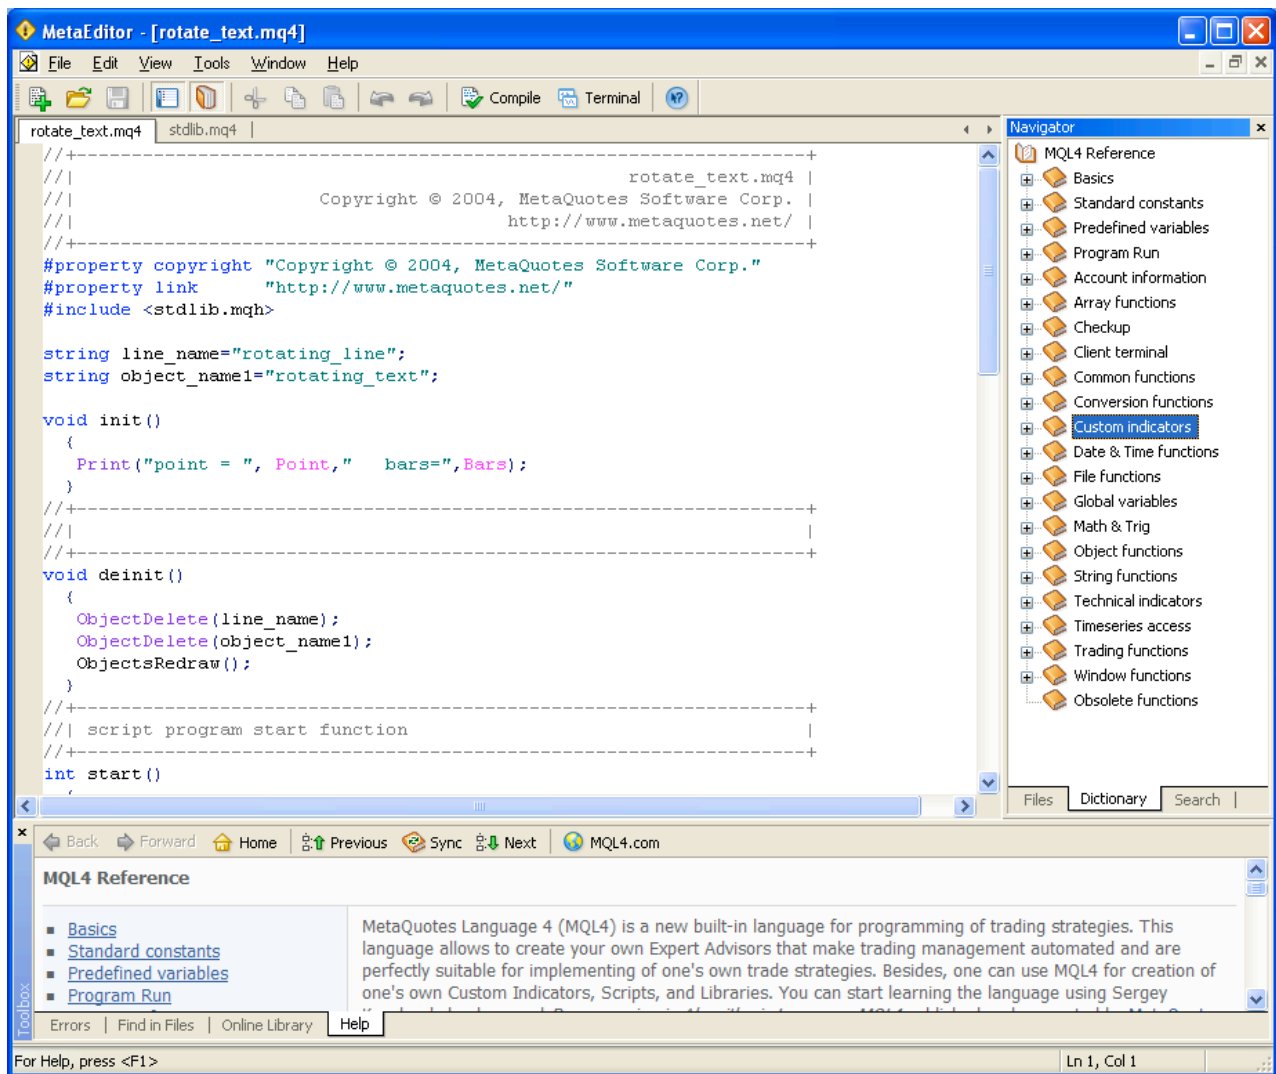 MetaEditor - [rotate_text.mq4]
File Edit View Tools Window Help
Compile Terminal
rotate_text.mq4 stdlib.mq4
//+------------------------------------------------------------------+
//| rotate_text.mq4 |
//| Copyright © 2004, MetaQuotes Software Corp. |
//| http://www.metaquotes.net/ |
//+------------------------------------------------------------------+
#property copyright "Copyright © 2004, MetaQuotes Software Corp."
#property link "http://www.metaquotes.net/"
#include <stdlib.mqh>
string line_name="rotating_line";
string object_name1="rotating_text";
void init()
{
Print("point = ", Point," bars=",Bars);
}
//+------------------------------------------------------------------+
//| |
//+------------------------------------------------------------------+
void deinit()
{
ObjectDelete(line_name);
ObjectDelete(object_name1);
ObjectsRedraw();
}
//+------------------------------------------------------------------+
//| script program start function |
//+------------------------------------------------------------------+
int start()
Navigator
MQL4 Reference
Basics
Standard constants
Predefined variables
Program Run
Account information
Array functions
Checkup
Client terminal
Common functions
Conversion functions
Custom indicators
Date & Time functions
File functions
Global variables
Math & Trig
Object functions
String functions
Technical indicators
Timeseries access
Trading functions
Window functions
Obsolete functions
Files Dictionary Search
Back Forward Home Previous Sync Next MQL4.com
MQL4 Reference
Basics
Standard constants
Predefined variables
Program Run
MetaQuotes Language 4 (MQL4) is a new built-in language for programming of trading strategies. This
language allows to create your own Expert Advisors that make trading management automated and are
perfectly suitable for implementing of one's own trade strategies. Besides, one can use MQL4 for creation of
one's own Custom Indicators, Scripts, and Libraries. You can start learning the language using Sergey
Toolbox
Errors Find in Files Online Library Help
For Help, press <F1>
Ln 1, Col 1